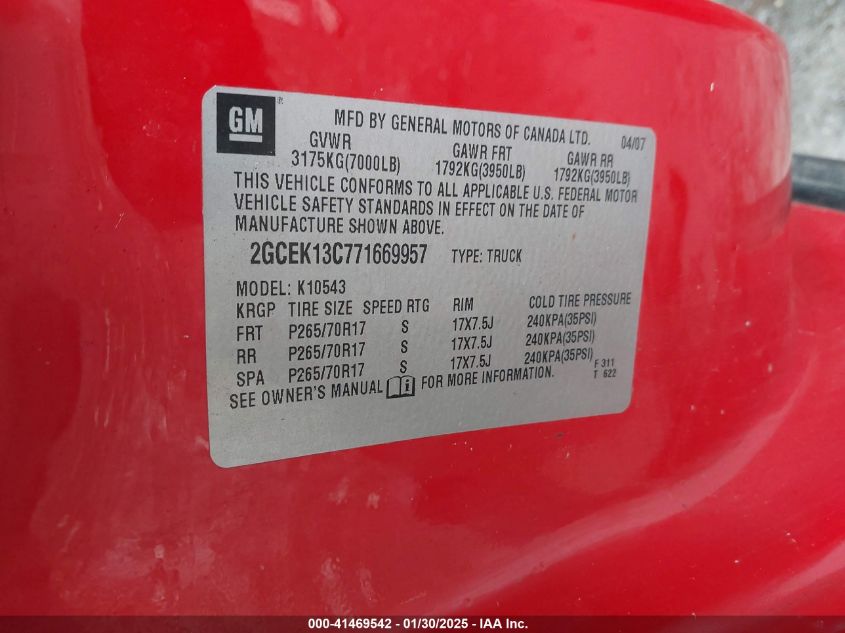 GM
MFD BY GENERAL MOTORS OF CANADA LTD. 04/07
GVWR GAWR FRT GAWR RR
3175KG(7000LB) 1792KG(3950LB) 1792KG(3950LB)
THIS VEHICLE CONFORMS TO ALL APPLICABLE U.S. FEDERAL MOTOR
VEHICLE SAFETY STANDARDS IN EFFECT ON THE DATE OF
MANUFACTURE SHOWN ABOVE.
2GCEK13C771669957 TYPE: TRUCK
MODEL: K10543
KRGP TIRE SIZE SPEED RTG RIM COLD TIRE PRESSURE
FRT P265/70R17 S 17X7.5J 240KPA(35PSI)
RR P265/70R17 S 17X7.5J 240KPA(35PSI)
SPA P265/70R17 S 17X7.5J 240KPA(35PSI) F 311
SEE OWNER'S MANUAL FOR MORE INFORMATION. T 622
000-41469542 - 01/30/2025 - IAA Inc.